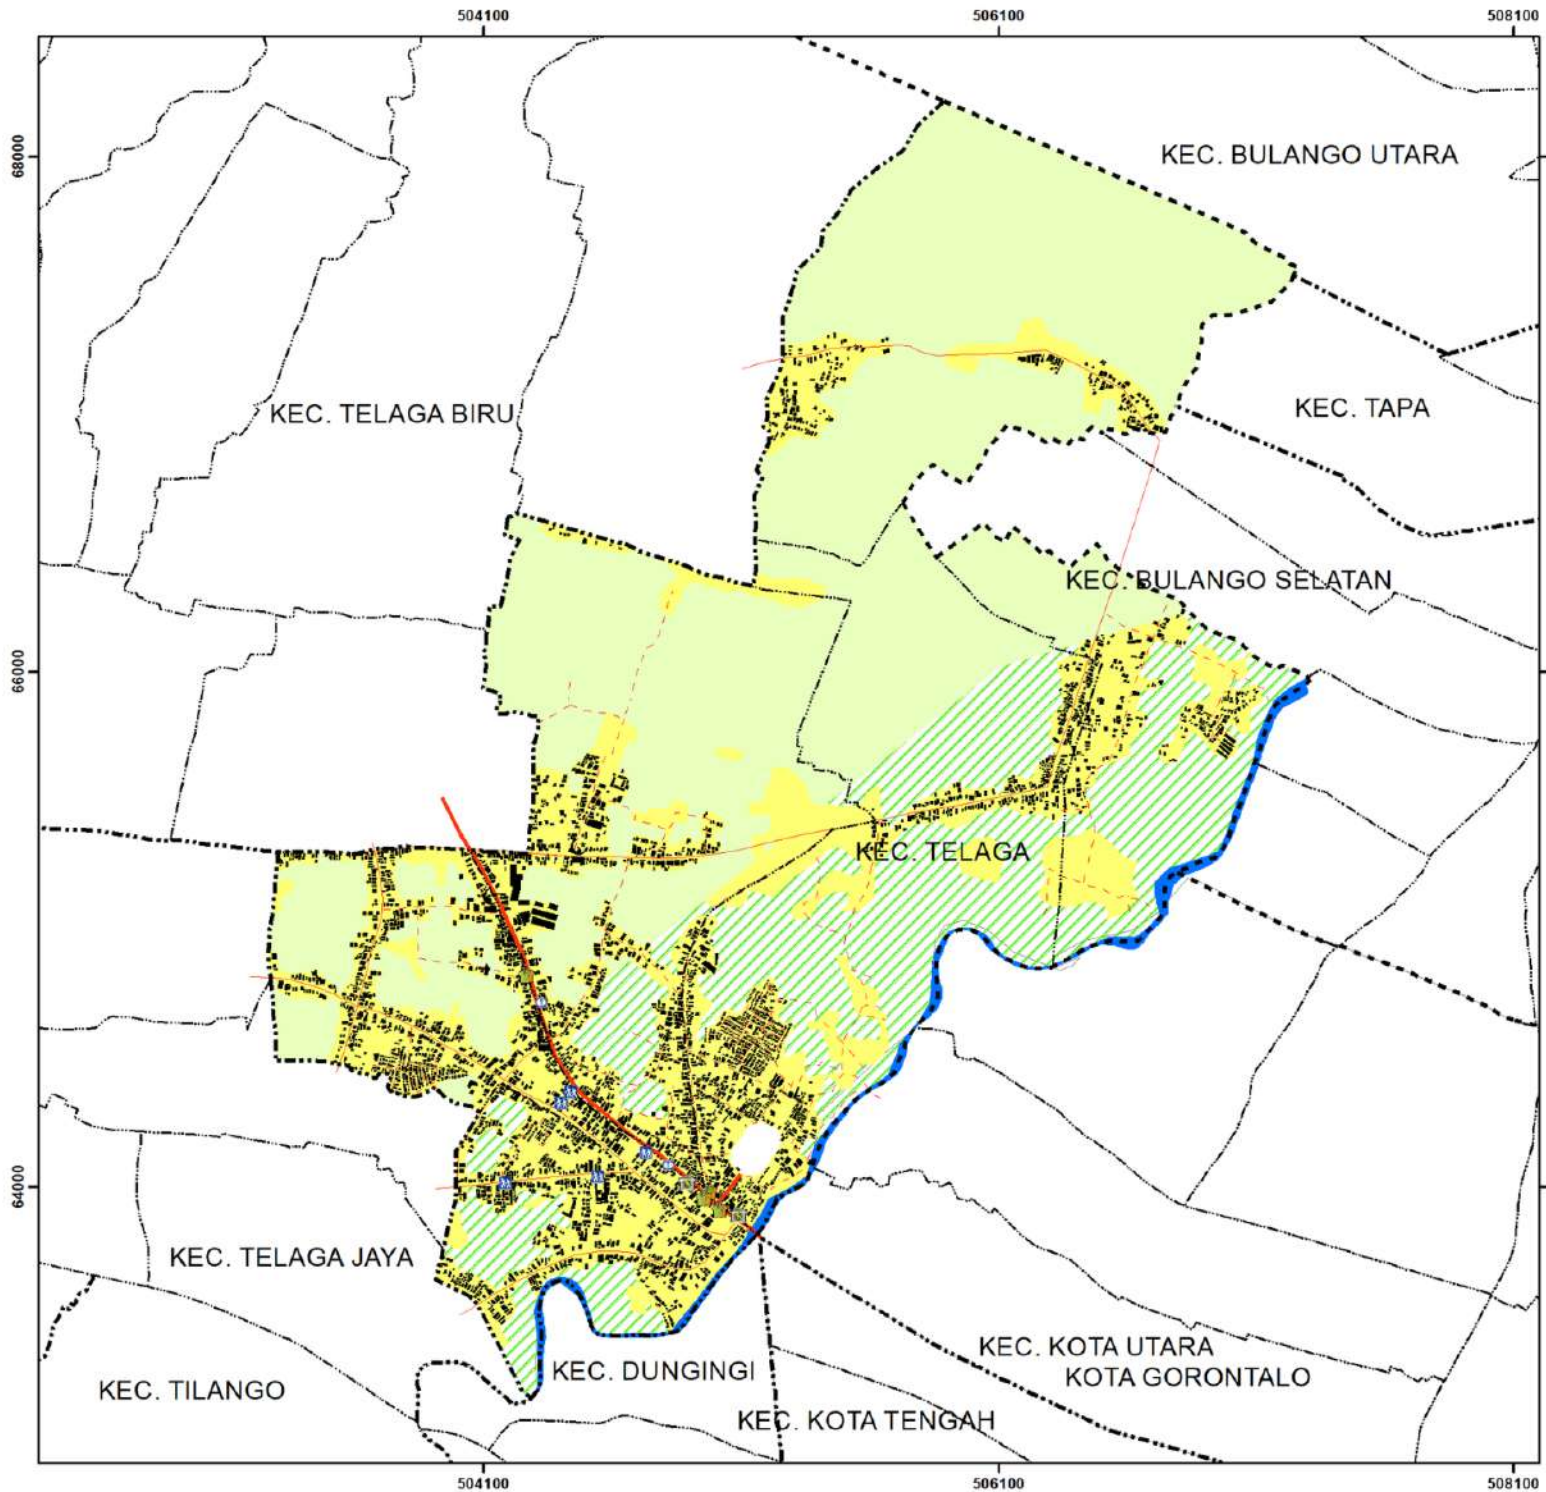 504100
506100
508100
68000
KEC. BULANGO UTARA
KEC. TELAGA BIRU
KEC. TAPA
KEC. BULANGO SELATAN
66000
KEC. TELAGA
64000
KEC. TELAGA JAYA
KEC. KOTA UTARA
KOTA GORONTALO
KEC. DUNGINGI
KEC. TILANGO
KEC. KOTA TENGAH
504100
506100
508100